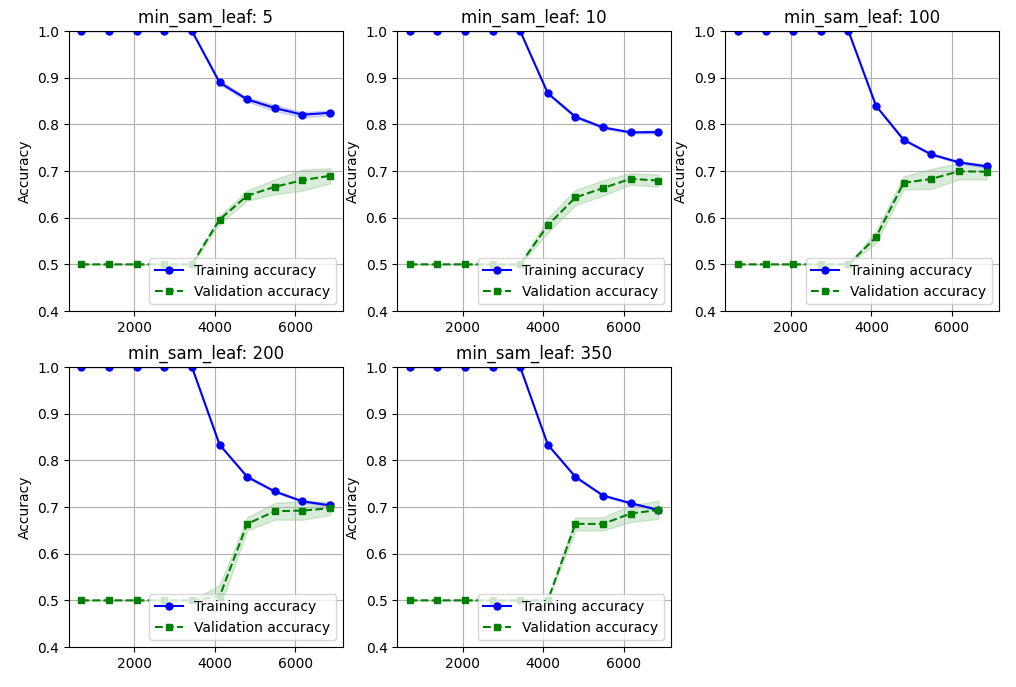 min_sam_leaf: 5
1.0
0.9
0.8
0.7
0.6
0.5
0.4
Accuracy
Training accuracy
Validation accuracy
2000 4000 6000
min_sam_leaf: 10
1.0
0.9
0.8
0.7
0.6
0.5
0.4
Accuracy
Training accuracy
Validation accuracy
2000 4000 6000
min_sam_leaf: 100
1.0
0.9
0.8
0.7
0.6
0.5
0.4
Accuracy
Training accuracy
Validation accuracy
2000 4000 6000
min_sam_leaf: 200
1.0
0.9
0.8
0.7
0.6
0.5
0.4
Accuracy
Training accuracy
Validation accuracy
2000 4000 6000
min_sam_leaf: 350
1.0
0.9
0.8
0.7
0.6
0.5
0.4
Accuracy
Training accuracy
Validation accuracy
2000 4000 6000